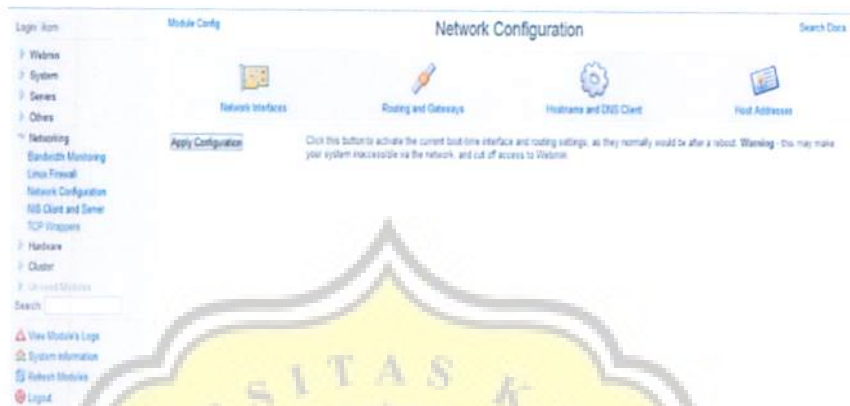 Login: ikom
Webmin
System
Servers
Others
Networking
Bandwidth Monitoring
Linux Firewall
Network Configuration
NIS Client and Server
TCP Wrappers
Hardware
Cluster
Un-used Modules
Search:
View Module's Logs
System Information
Refresh Modules
Logout
Module Config
Network Configuration
Search Docs
Network Interfaces
Routing and Gateways
Hostname and DNS Client
Host Addresses
Apply Configuration
Click this button to activate the current boot-time interface and routing settings, as they normally would be after a reboot. Warning - this may make
your system inaccessible via the network, and cut off access to Webmin.
SITAS K